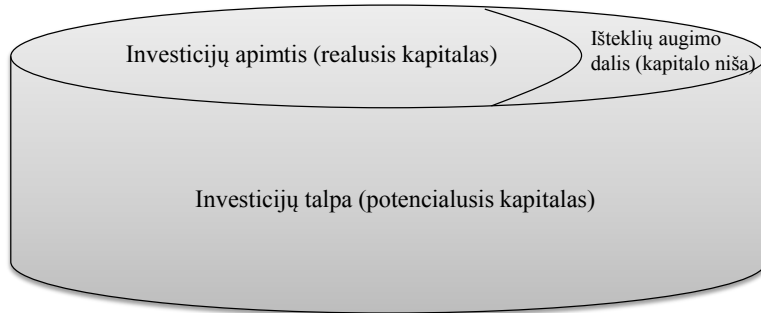 Investicijų apimtis (realusis kapitalas)
Išteklių augimo
dalis (kapitalo niša)
Investicijų talpa (potencialusis kapitalas)